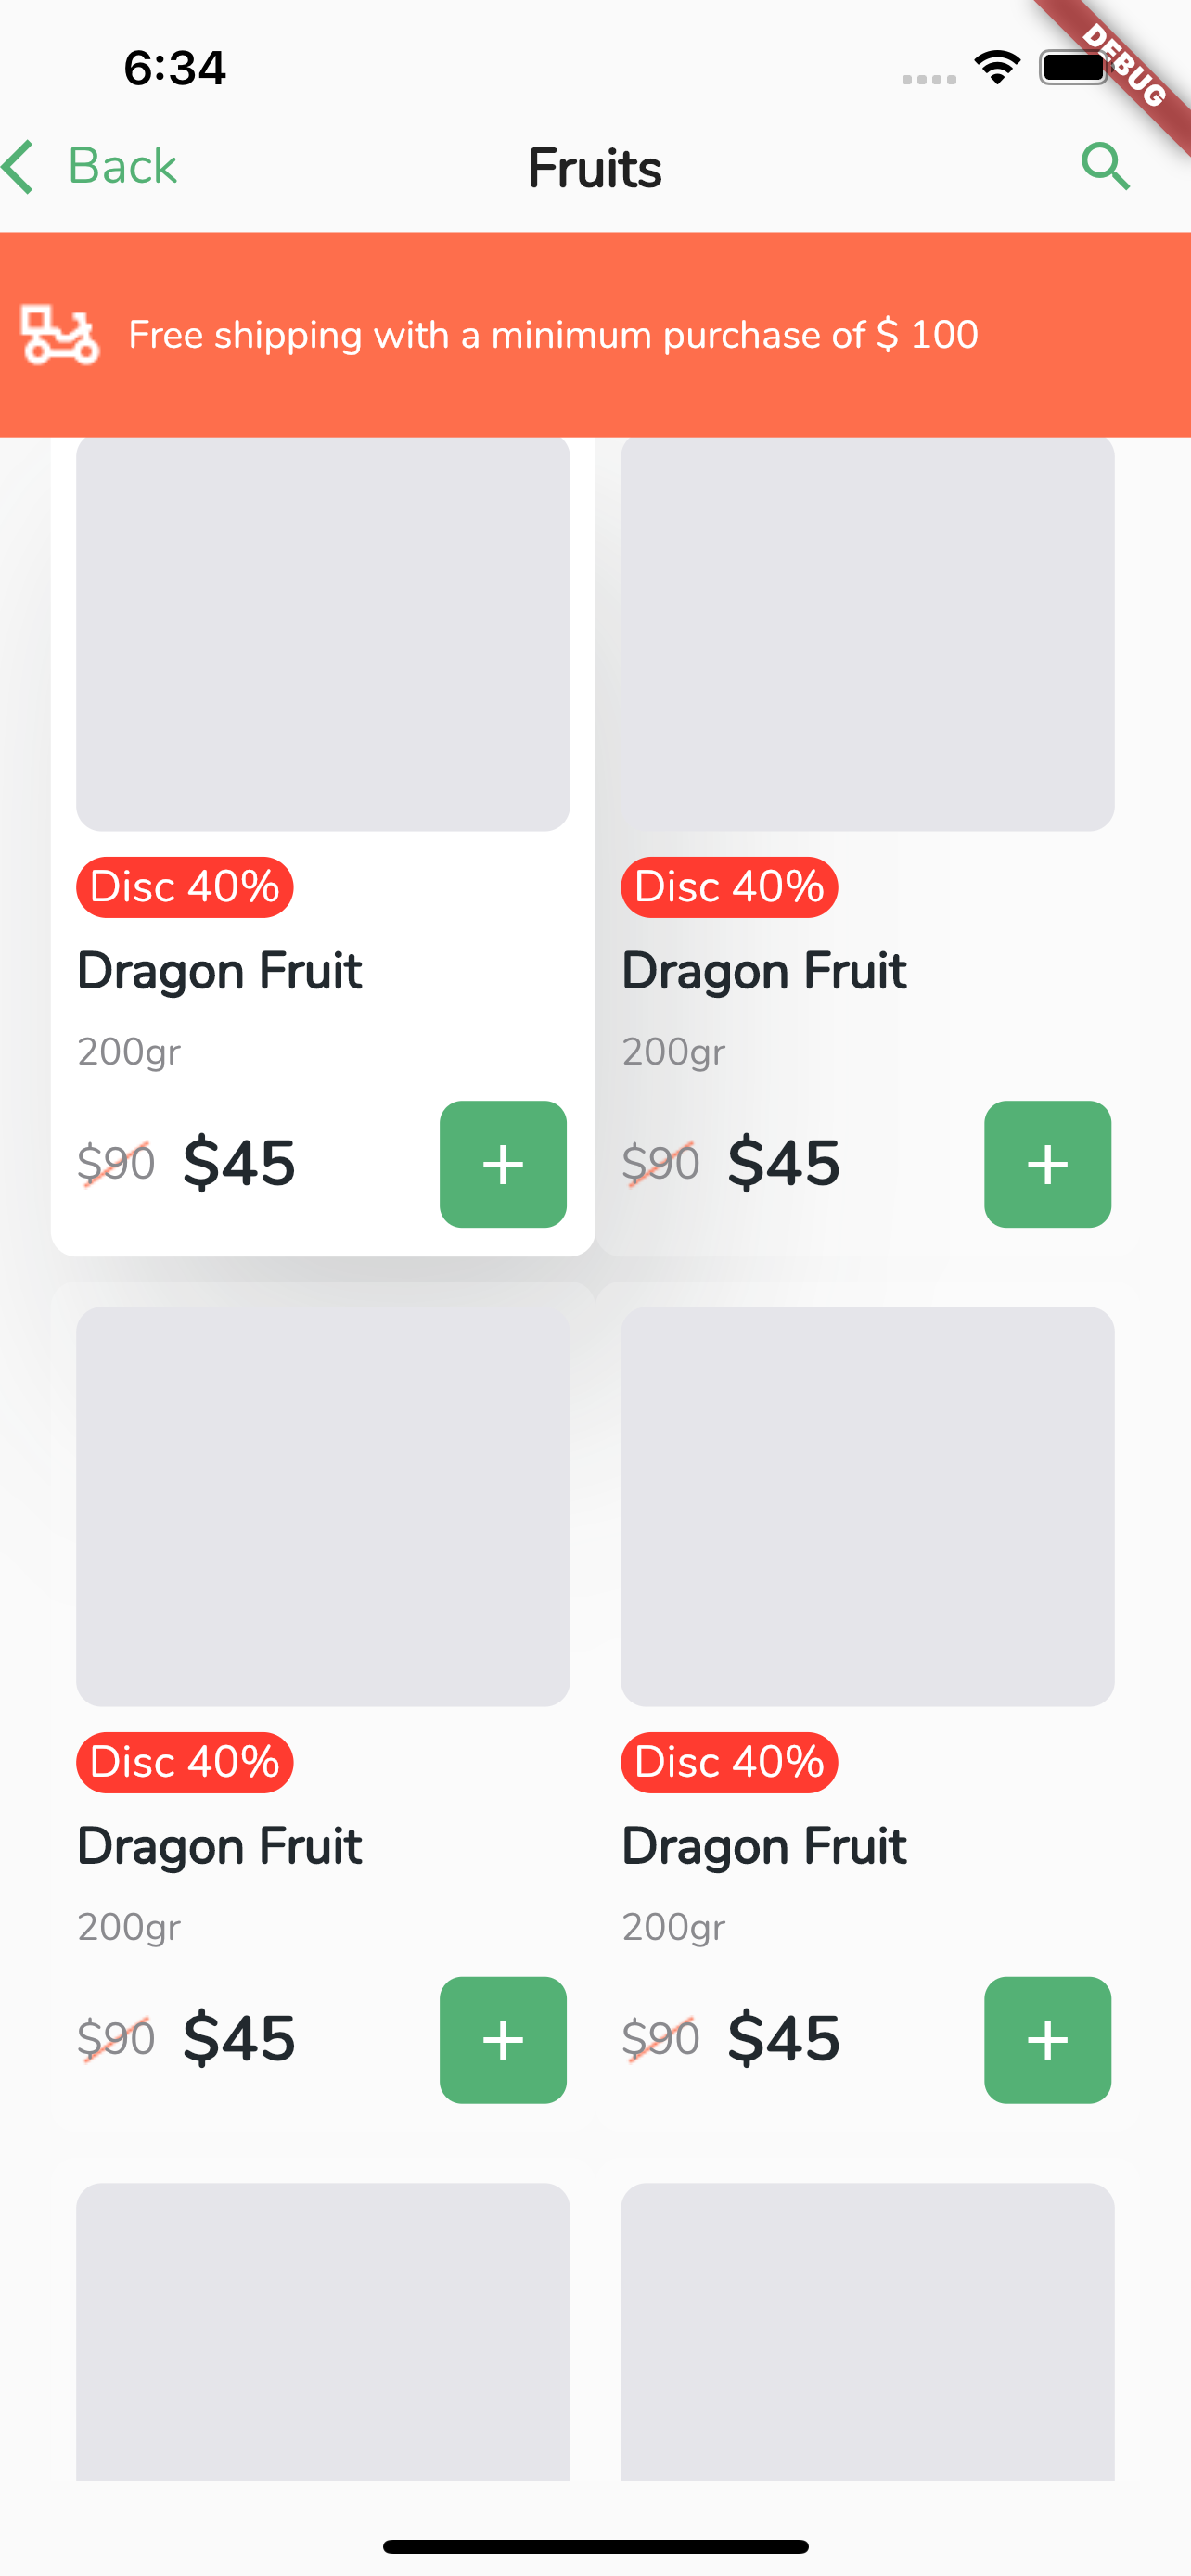 6:34
DEBUG
Back
Fruits
Free shipping with a minimum purchase of $ 100
Disc 40%
Dragon Fruit
200gr
$90 $45
+
Disc 40%
Dragon Fruit
200gr
$90 $45
+
Disc 40%
Dragon Fruit
200gr
$90 $45
+
Disc 40%
Dragon Fruit
200gr
$90 $45
+